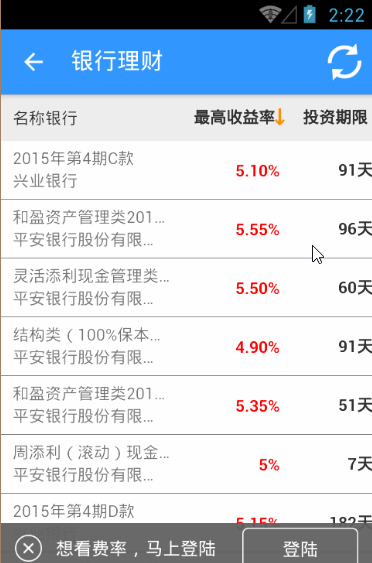 2:22
银行理财
名称银行 最高收益率 投资期限
2015年第4期C款
兴业银行
5.10% 91天
和盈资产管理类201...
平安银行股份有限...
5.55% 96天
灵活添利现金管理类...
平安银行股份有限...
5.50% 60天
结构类（100%保本...
平安银行股份有限...
4.90% 91天
和盈资产管理类201...
平安银行股份有限...
5.35% 51天
周添利（滚动）现金...
平安银行股份有限...
5% 7天
2015年第4期D款
5.15% 182天
想看费率，马上登陆 登陆